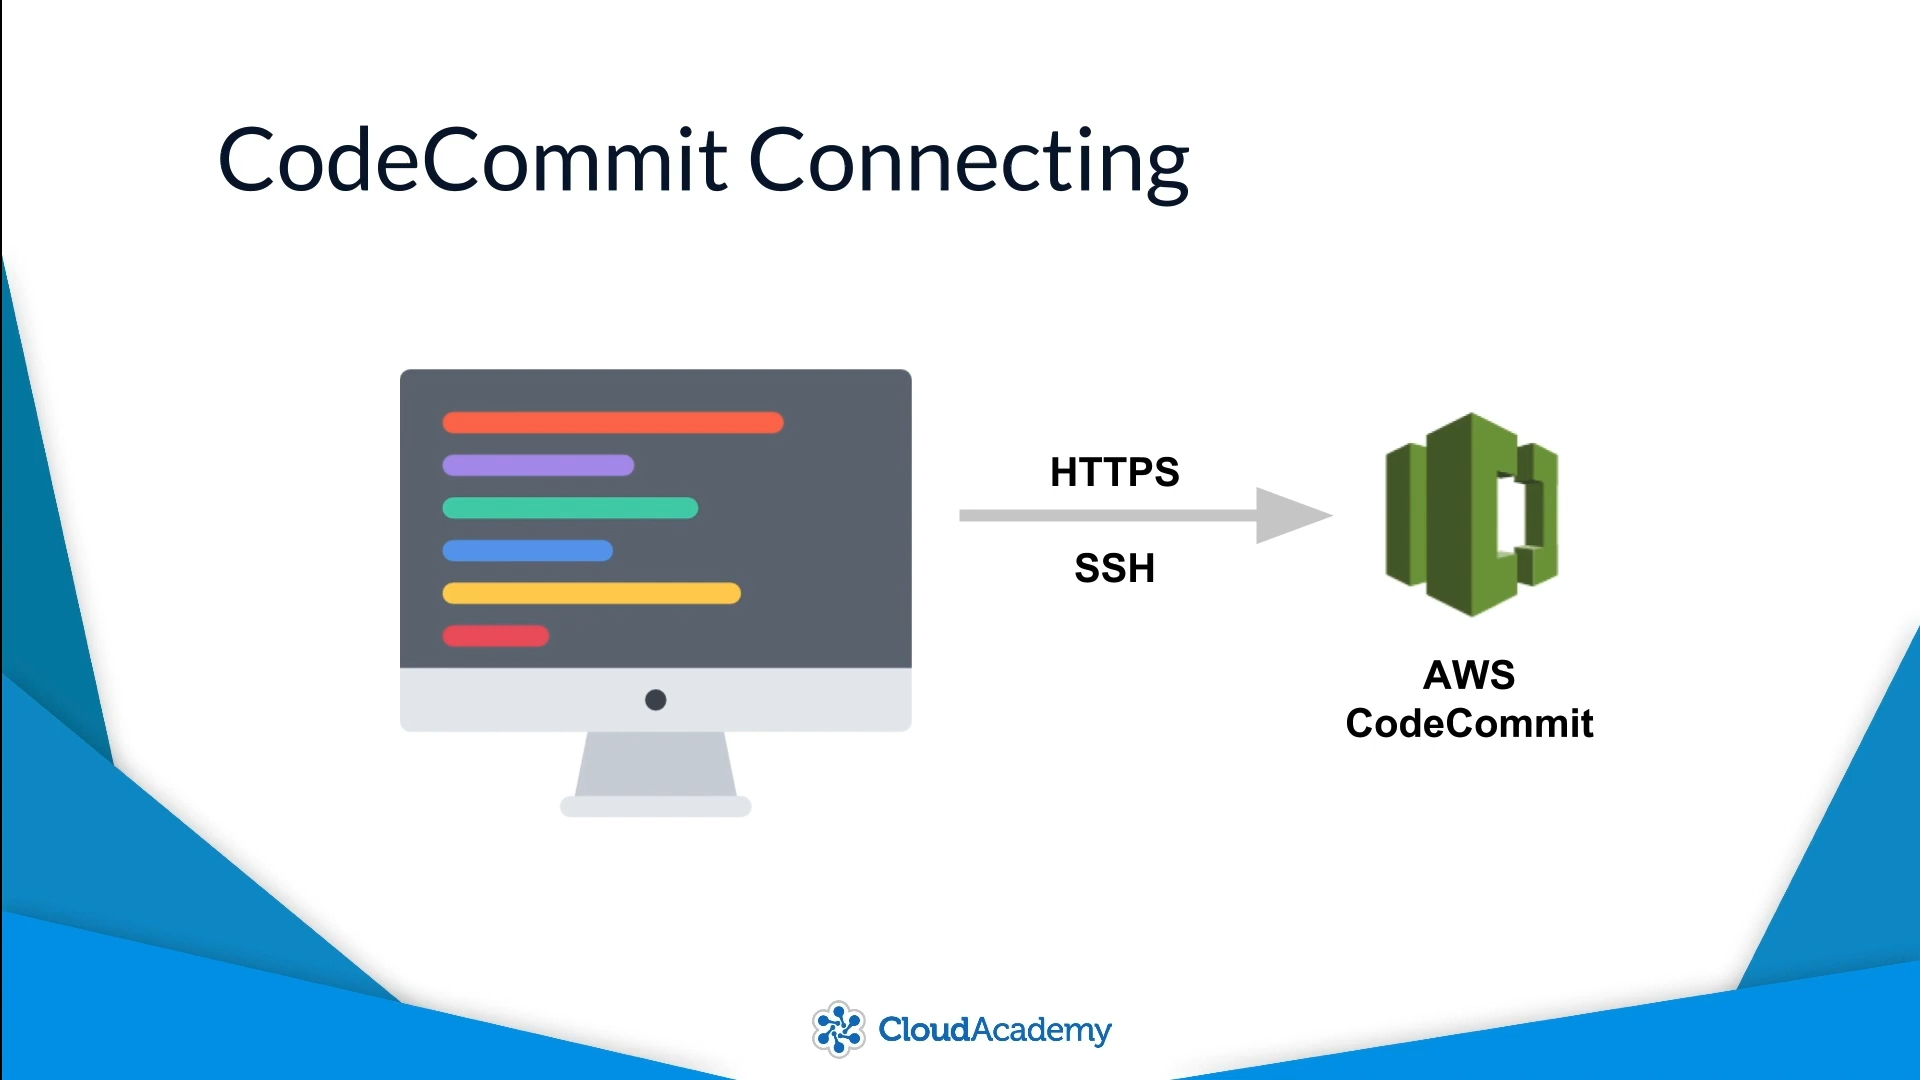 CodeCommit Connecting
HTTPS
SSH
AWS
CodeCommit
CloudAcademy